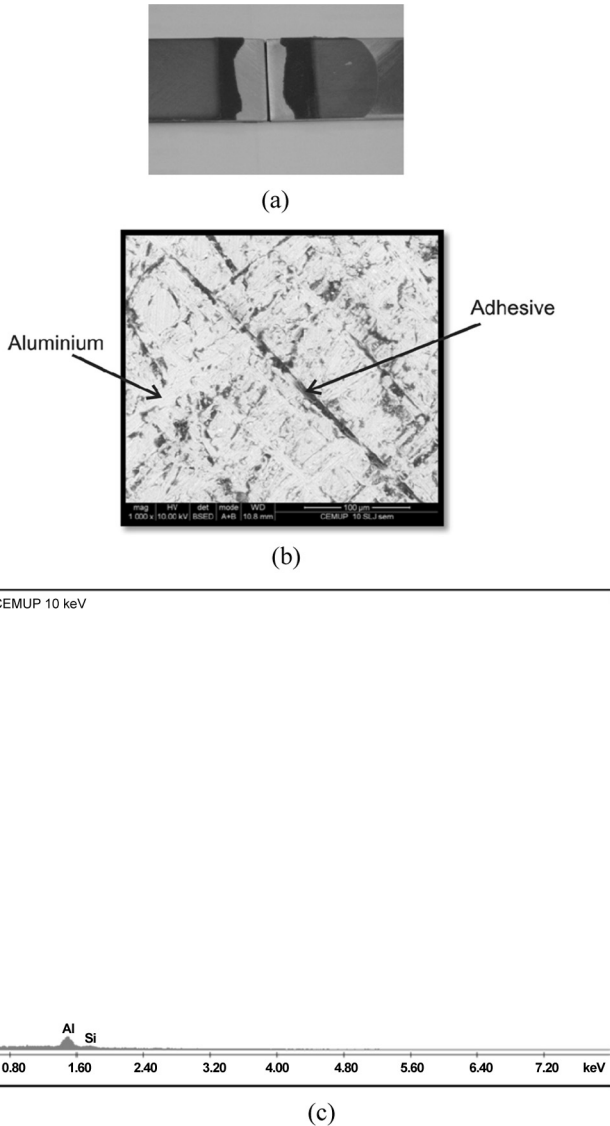 (a)
Aluminium
Adhesive
mag HV det mode WD 100 µm
1 000 x 10.00 kV BSED A+B 10.8 mm CEMUP 10 SLJ sem
(b)
CEMUP 10 keV
Al
Si
0.80 1.60 2.40 3.20 4.00 4.80 5.60 6.40 7.20 keV
(c)